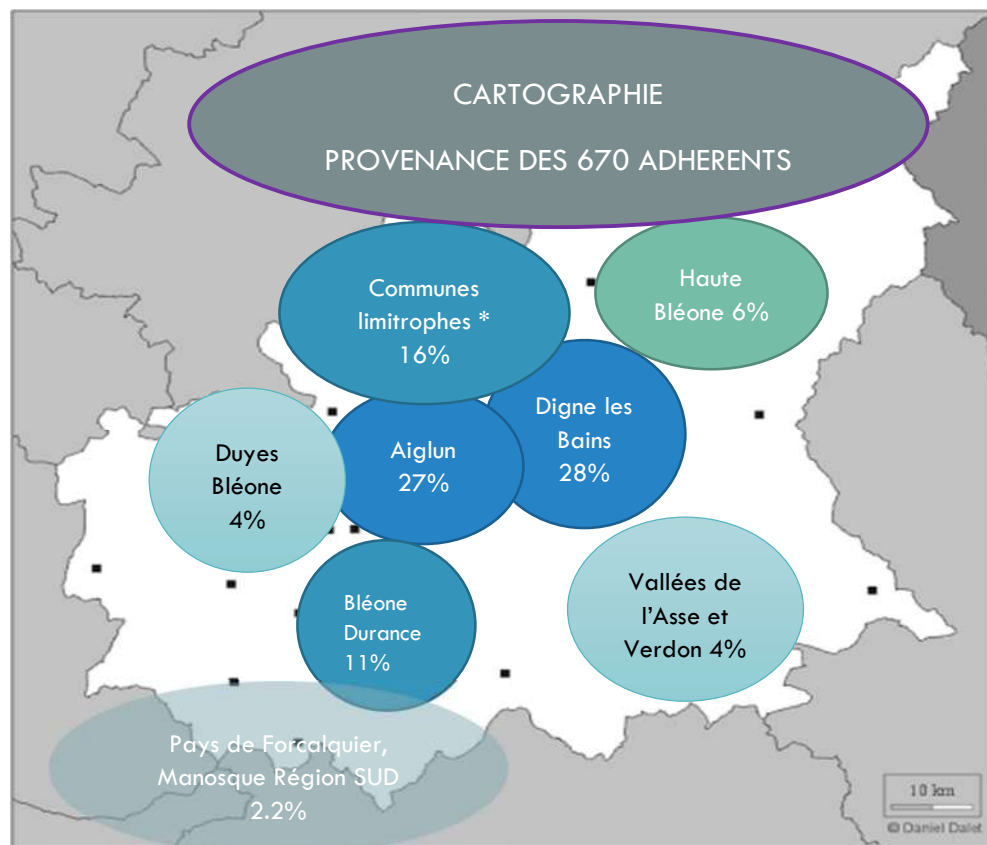 CARTOGRAPHIE
PROVENANCE DES 670 ADHERENTS
Communes
limitrophes *
16%
Haute
Bléone 6%
Digne les
Bains
28%
Aiglun
27%
Duyes
Bléone
4%
Bléone
Durance
11%
Vallées de
l'Asse et
Verdon 4%
Pays de Forcalquier,
Manosque Région SUD
2.2%
10 km
© Daniel Dalet